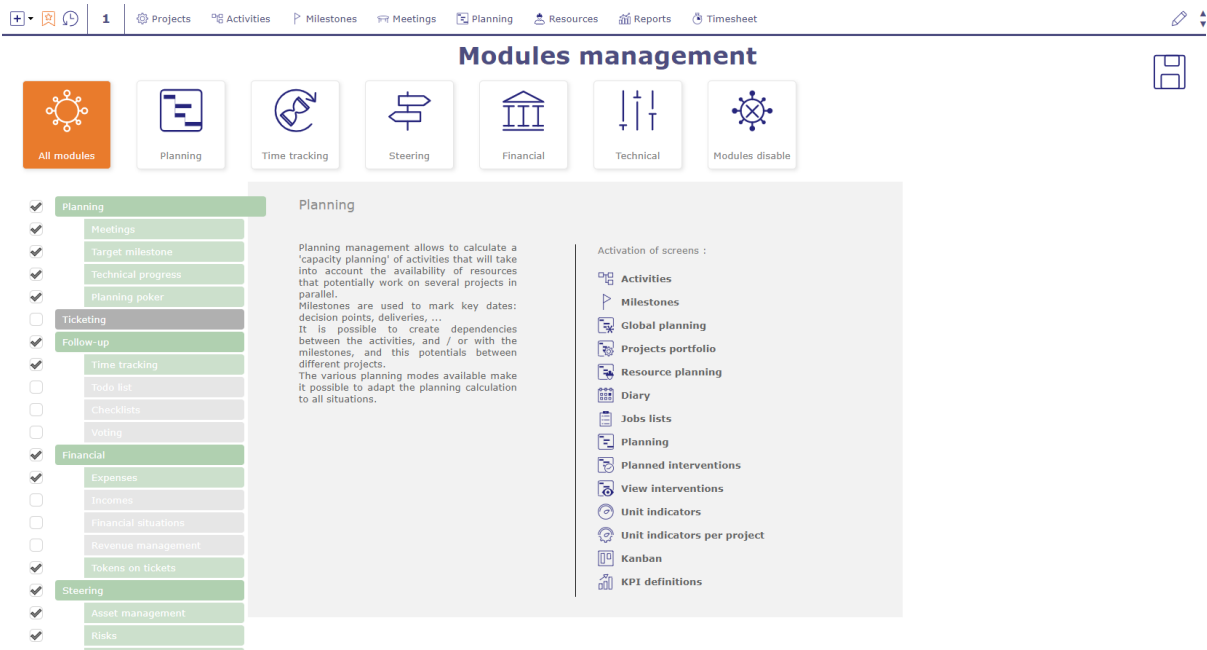 1 Projects Activities Milestones Meetings Planning Resources Reports Timesheet
Modules management
All modules Planning Time tracking Steering Financial Technical Modules disable
Planning
Meetings
Target milestone
Technical progress
Planning poker
Ticketing
Follow-up
Time tracking
Todo list
Checklists
Voting
Financial
Expenses
Incomes
Financial situations
Revenue management
Tokens on tickets
Steering
Asset management
Risks
Planning
Planning management allows to calculate a
'capacity planning' of activities that will take
into account the availability of resources
that potentially work on several projects in
parallel.
Milestones are used to mark key dates:
decision points, deliveries, ...
It is possible to create dependencies
between the activities, and / or with the
milestones, and this potentials between
different projects.
The various planning modes available make
it possible to adapt the planning calculation
to all situations.
Activation of screens :
Activities
Milestones
Global planning
Projects portfolio
Resource planning
Diary
Jobs lists
Planning
Planned interventions
View interventions
Unit indicators
Unit indicators per project
Kanban
KPI definitions